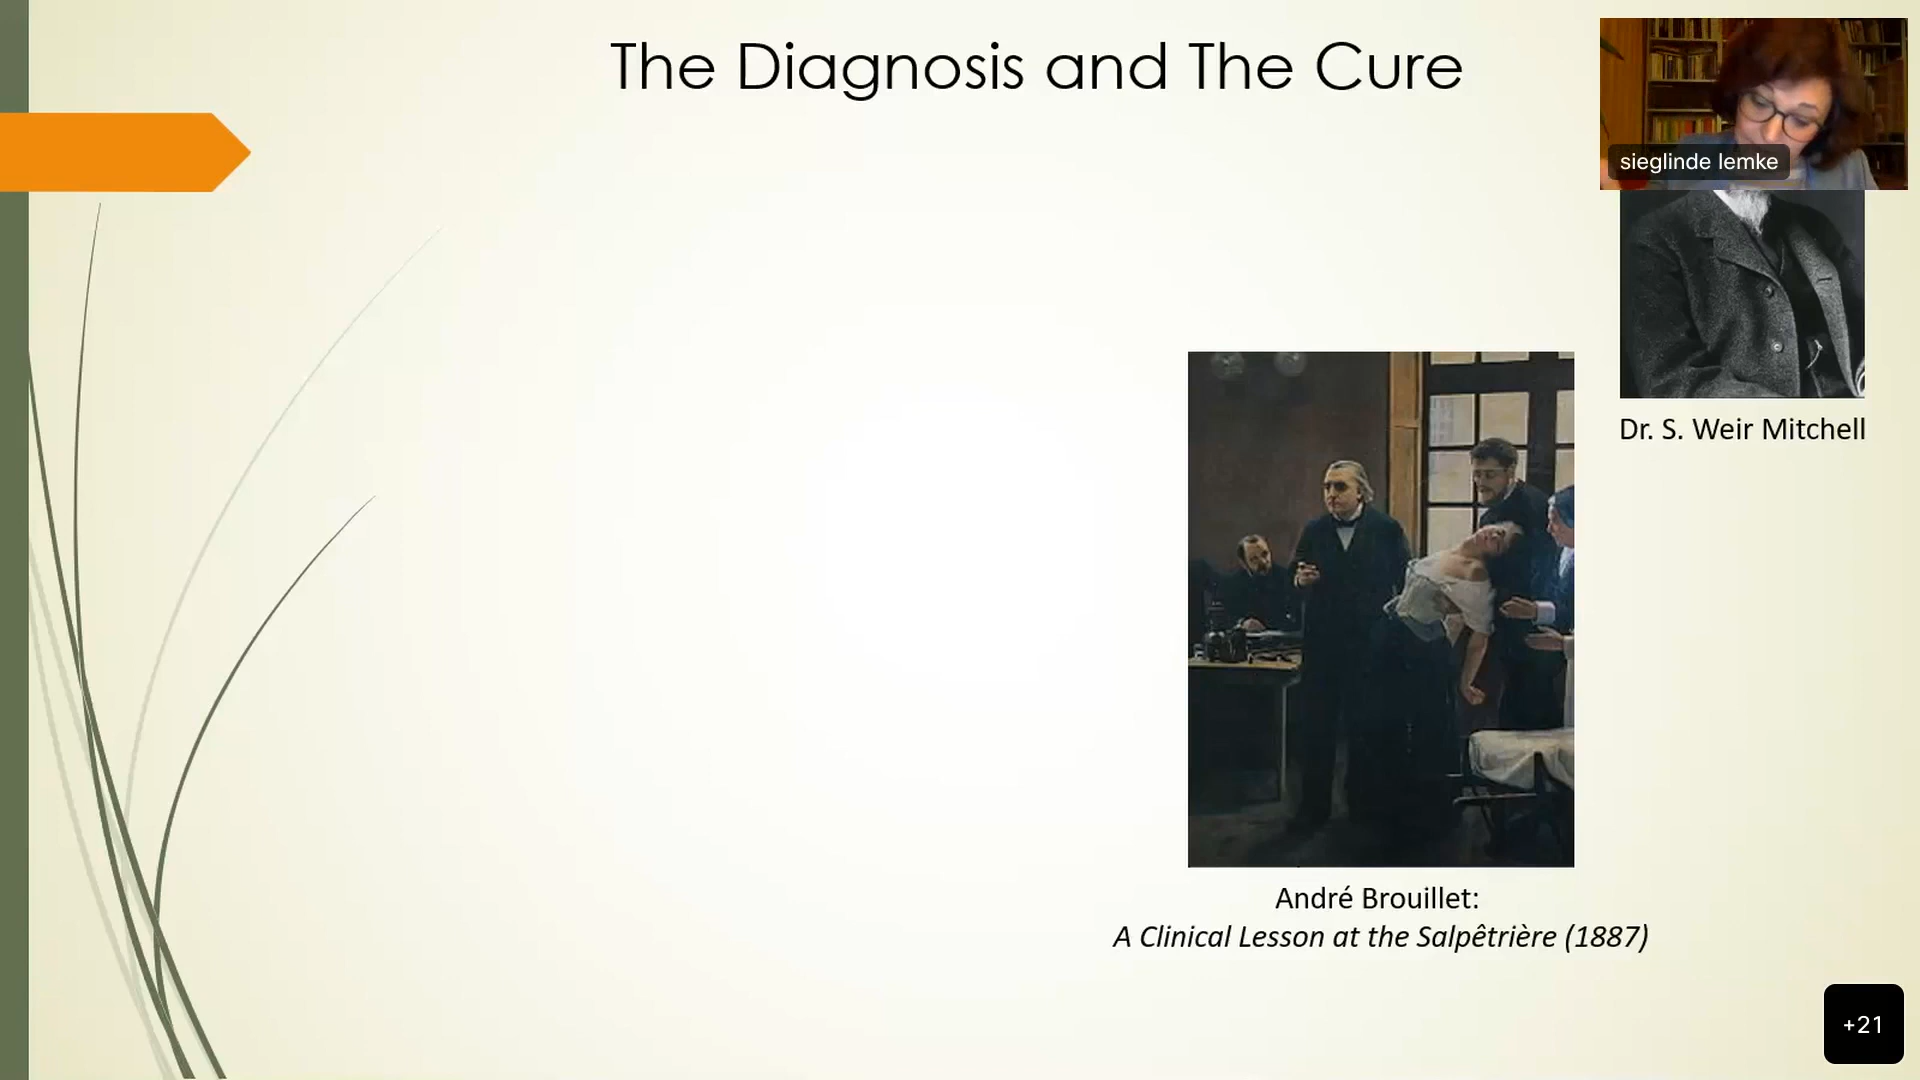 The Diagnosis and The Cure
sieglinde lemke
Dr. S. Weir Mitchell
André Brouillet:
A Clinical Lesson at the Salpêtrière (1887)
+21